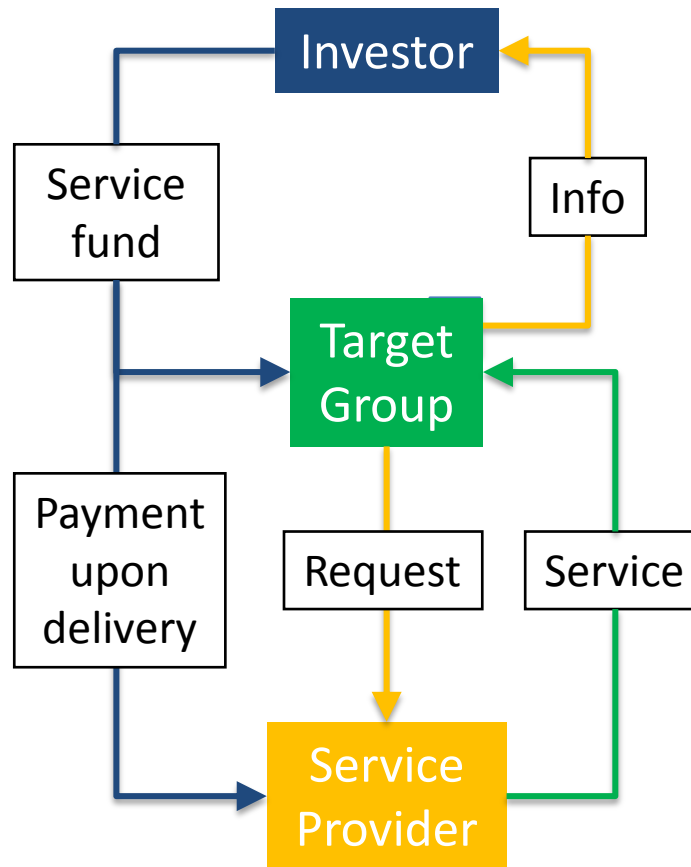 Investor
Service
fund
Info
Target
Group
Payment
upon
delivery
Request
Service
Service
Provider